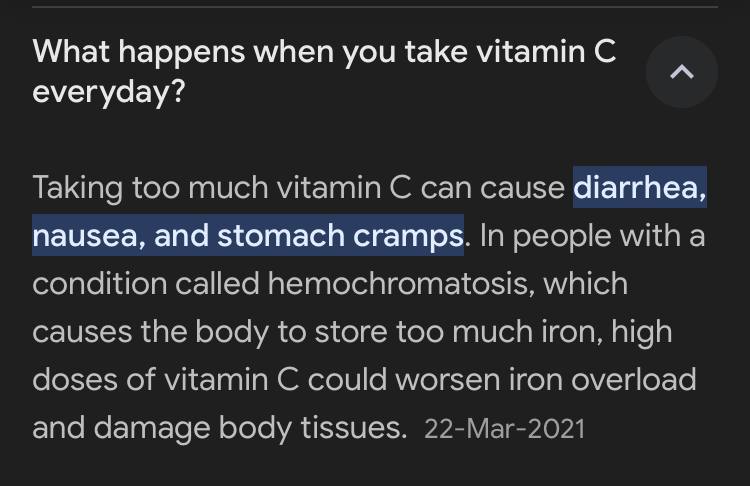 What happens when you take vitamin C
everyday?
Taking too much vitamin C can cause diarrhea,
nausea, and stomach cramps. In people with a
condition called hemochromatosis, which
causes the body to store too much iron, high
doses of vitamin C could worsen iron overload
and damage body tissues. 22-Mar-2021